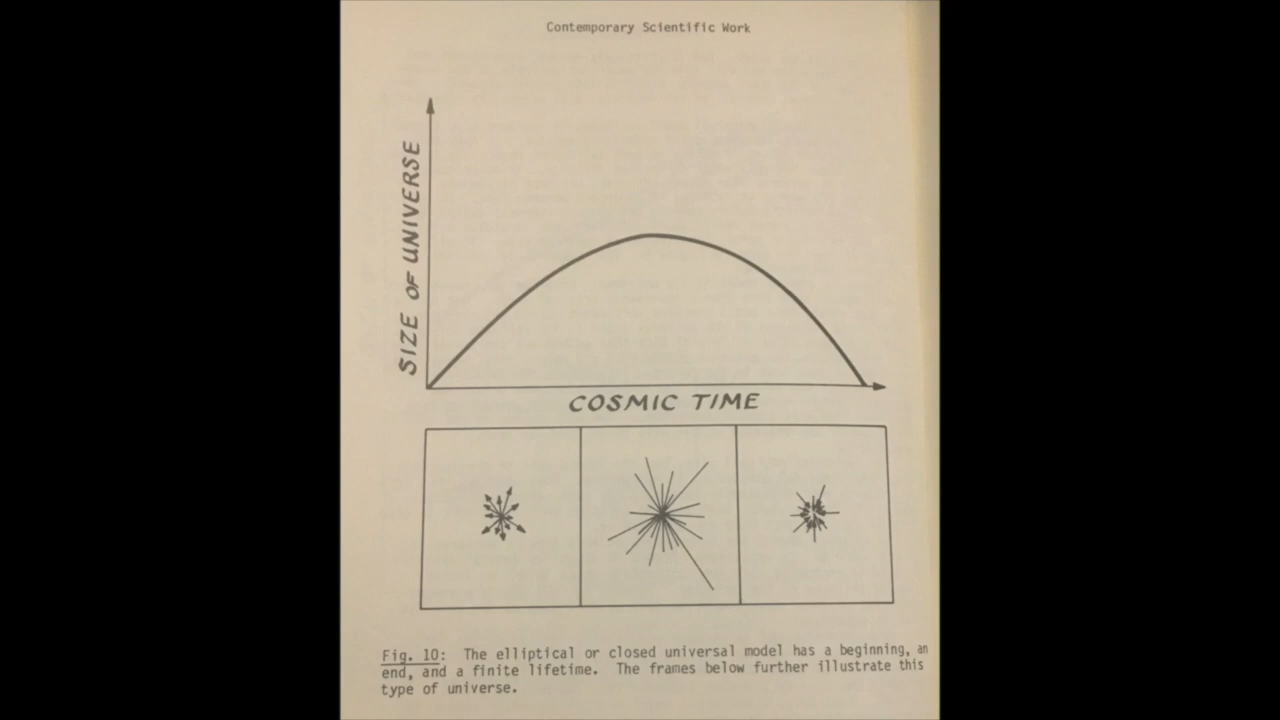 Contemporary Scientific Work
SIZE OF UNIVERSE
COSMIC TIME
Fig. 10: The elliptical or closed universal model has a beginning, an
end, and a finite lifetime. The frames below further illustrate this
type of universe.